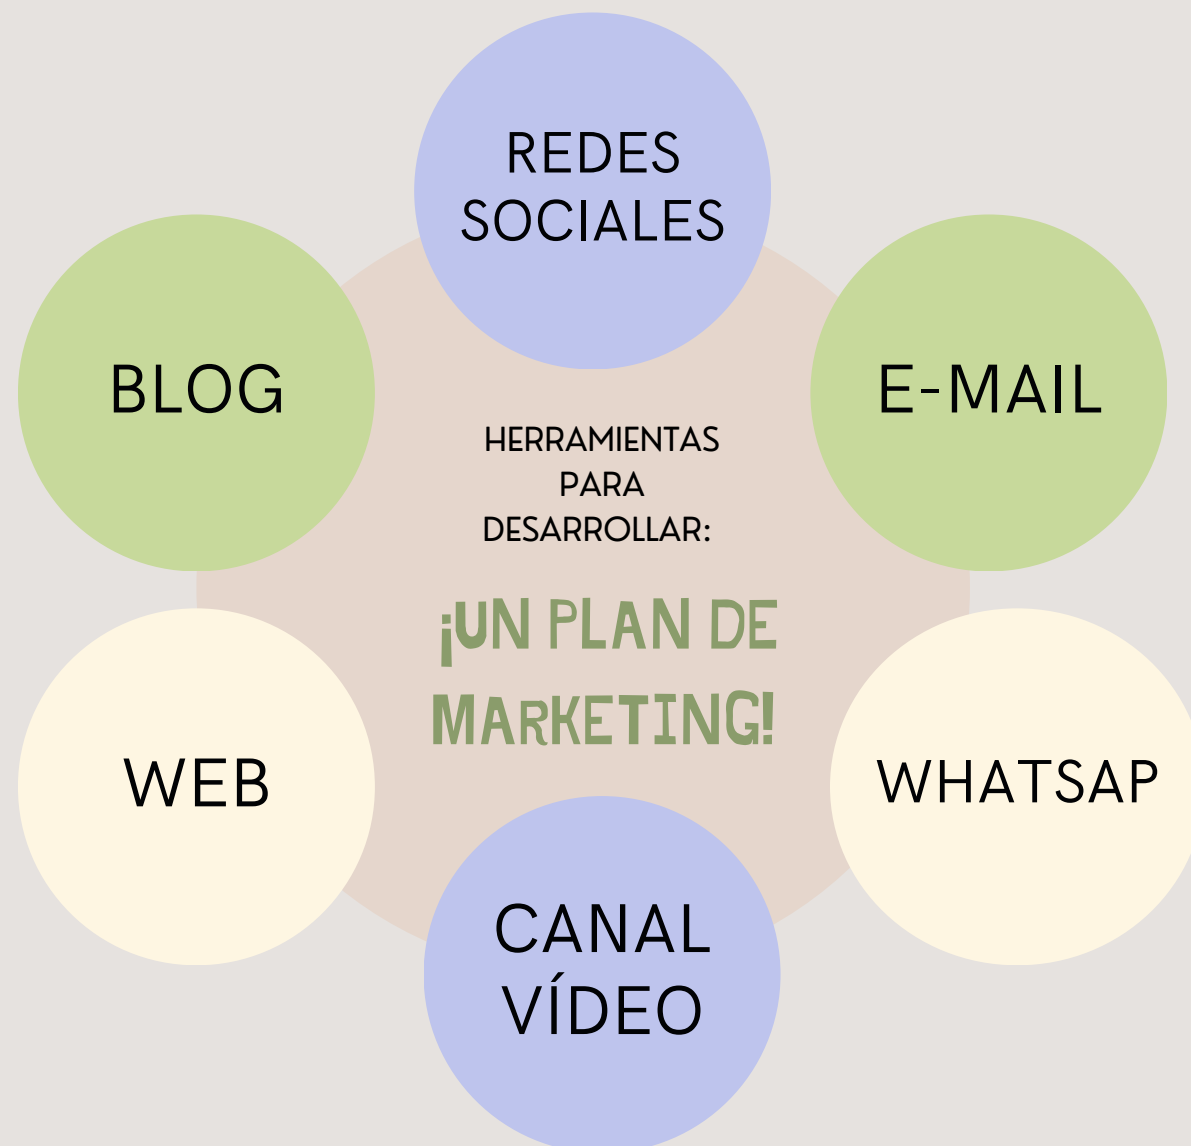 REDES
SOCIALES
BLOG
E-MAIL
HERRAMIENTAS
PARA
DESARROLLAR:
¡UN PLAN DE
MARKETING!
WEB
WHATSAP
CANAL
VÍDEO